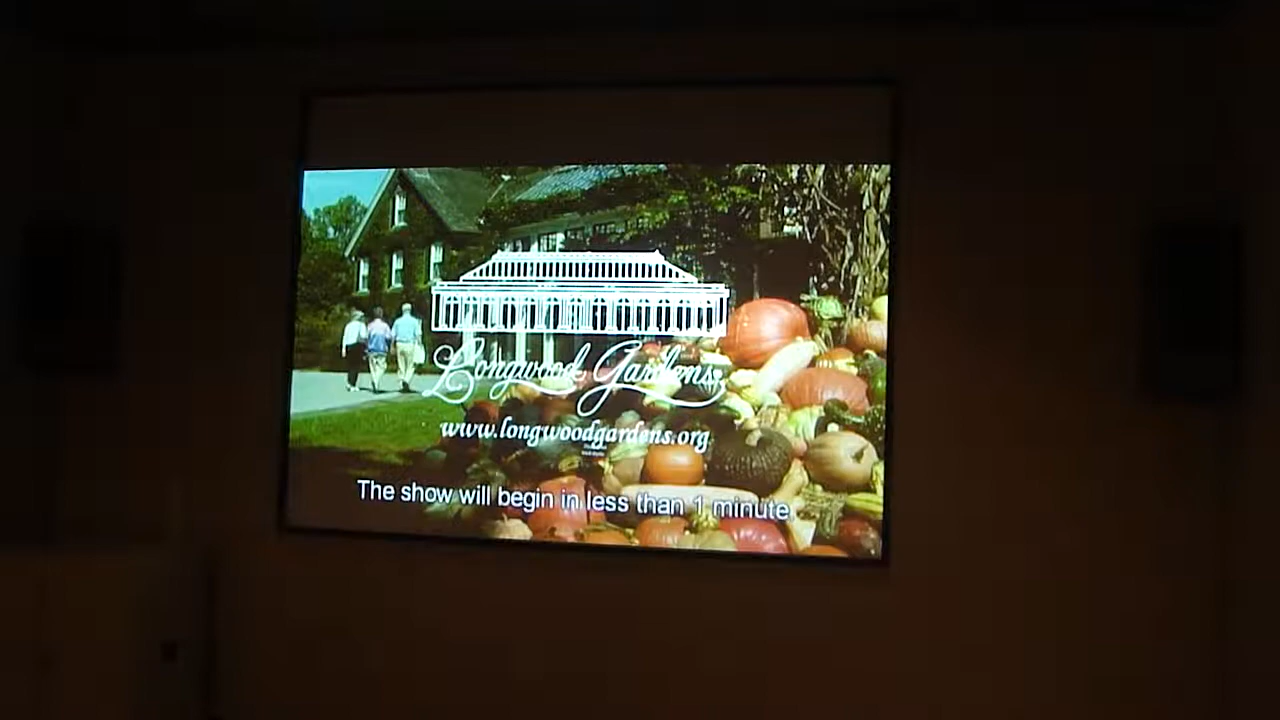 Longwood Gardens
www.longwoodgardens.org
The show will begin in less than 1 minute.